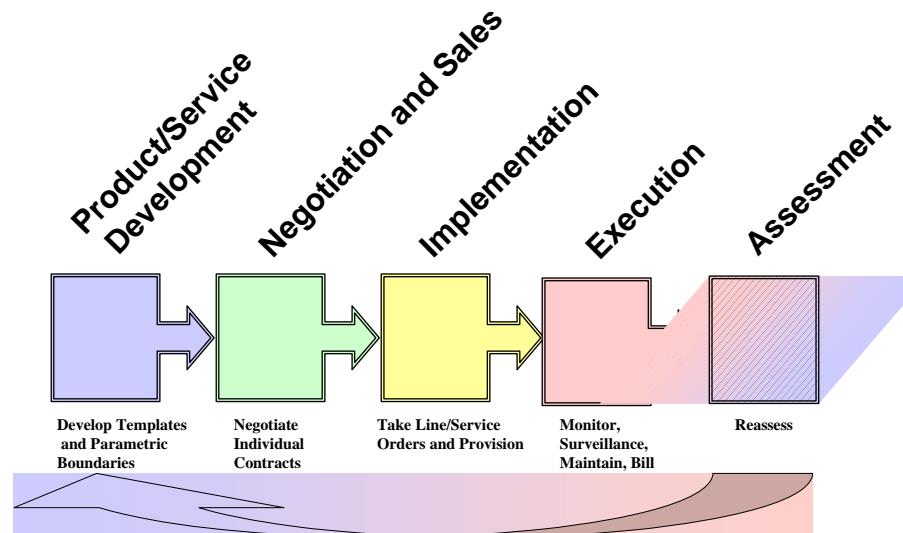 Product/Service
Development
Negotiation and Sales
Implementation
Execution
Assessment
Develop Templates
and Parametric
Boundaries
Negotiate
Individual
Contracts
Take Line/Service
Orders and Provision
Monitor,
Surveillance,
Maintain, Bill
Reassess